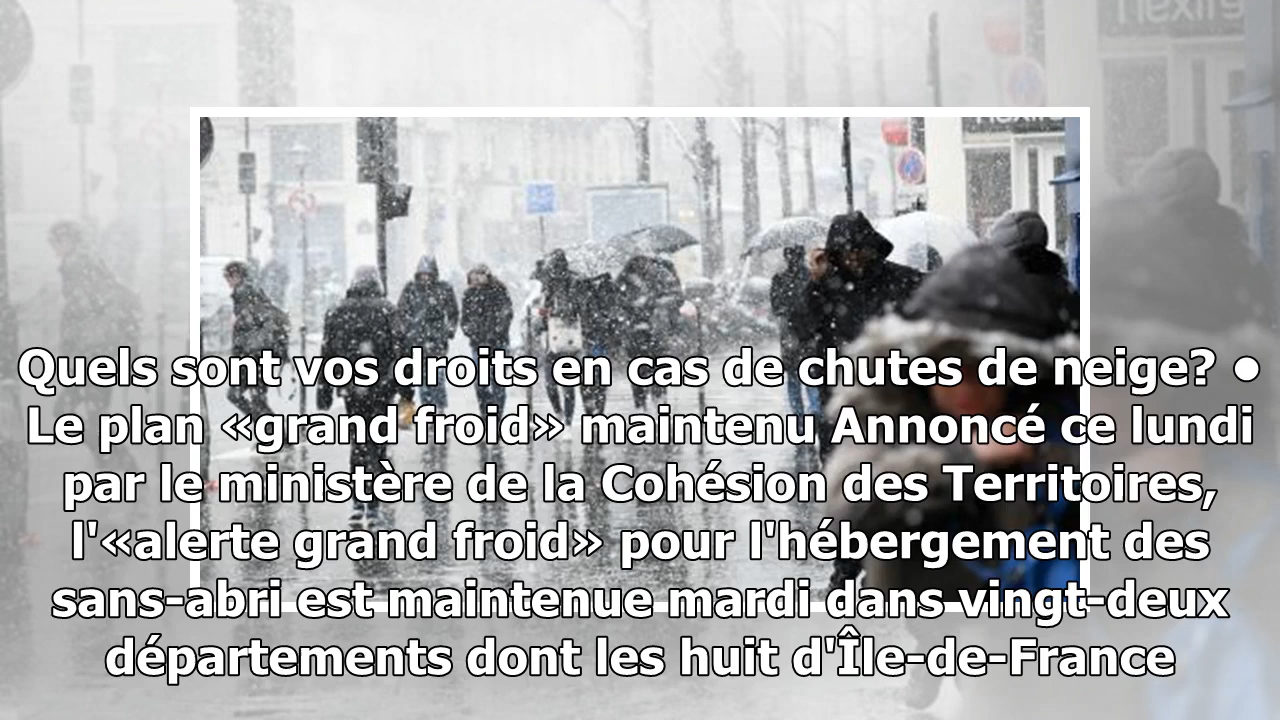 nexity
Quels sont vos droits en cas de chutes de neige? •
Le plan «grand froid» maintenu Annoncé ce lundi
par le ministère de la Cohésion des Territoires,
l'«alerte grand froid» pour l'hébergement des
sans-abri est maintenue mardi dans vingt-deux
départements dont les huit d'Île-de-France